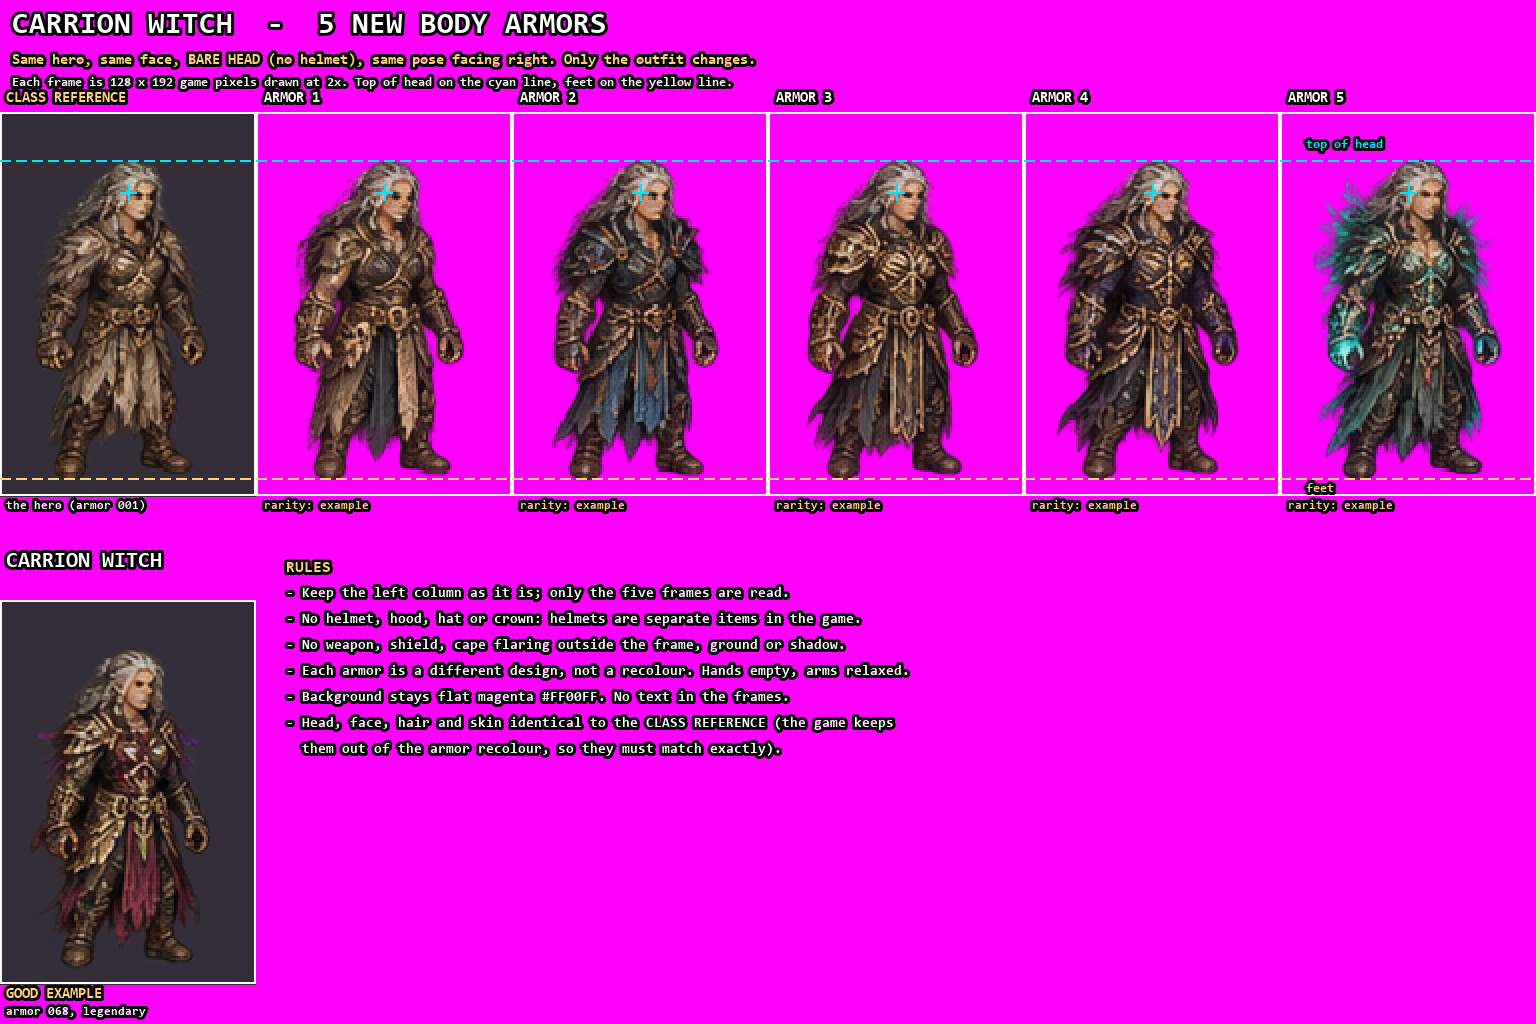 CARRION WITCH  -  5 NEW BODY ARMORS
Same hero, same face, BARE HEAD (no helmet), same pose facing right. Only the outfit changes.
Each frame is 128 x 192 game pixels drawn at 2x. Top of head on the cyan line, feet on the yellow line.
CLASS REFERENCE
ARMOR 1
ARMOR 2
ARMOR 3
ARMOR 4
ARMOR 5
top of head
feet
the hero (armor 001)
rarity: example
rarity: example
rarity: example
rarity: example
rarity: example
CARRION WITCH
RULES
- Keep the left column as it is; only the five frames are read.
- No helmet, hood, hat or crown: helmets are separate items in the game.
- No weapon, shield, cape flaring outside the frame, ground or shadow.
- Each armor is a different design, not a recolour. Hands empty, arms relaxed.
- Background stays flat magenta #FF00FF. No text in the frames.
- Head, face, hair and skin identical to the CLASS REFERENCE (the game keeps
them out of the armor recolour, so they must match exactly).
GOOD EXAMPLE
armor 068, legendary